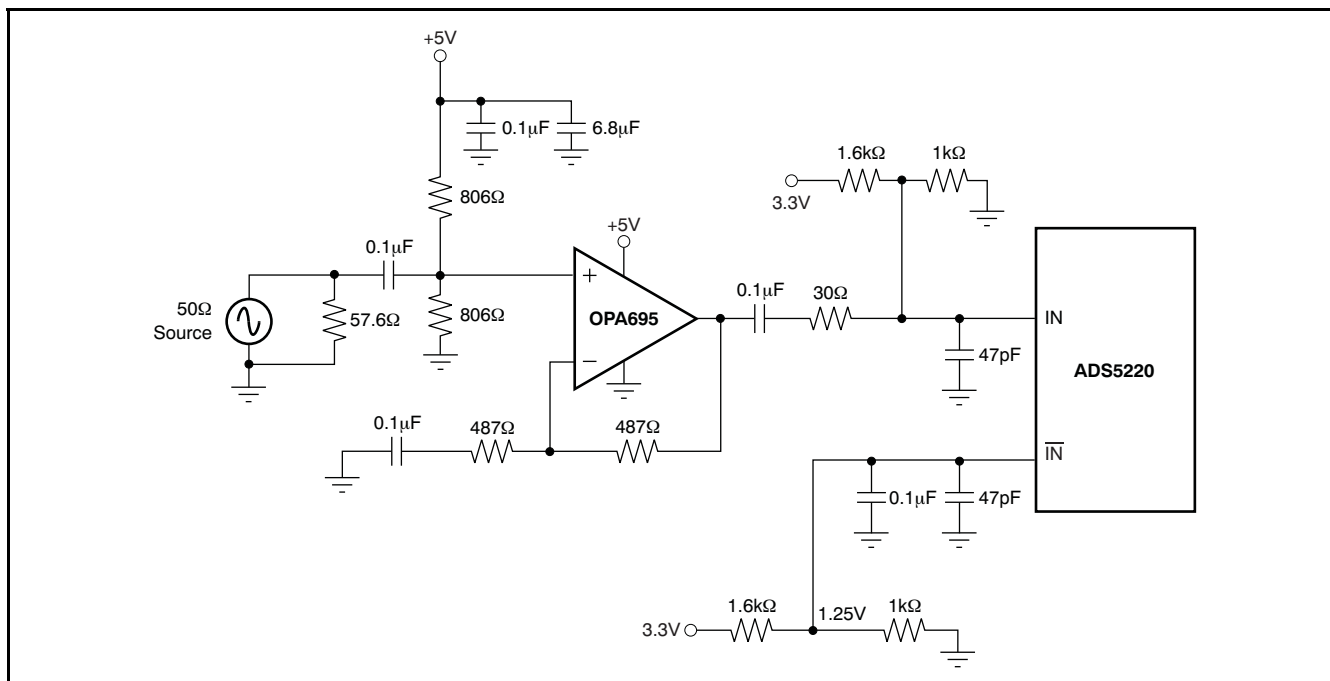 +5V
0.1µF
6.8µF
806Ω
1.6kΩ
1kΩ
3.3V
+5V
0.1µF
0.1µF
30Ω
50Ω
Source
57.6Ω
806Ω
+
OPA695
−
IN
47pF
ADS5220
0.1µF
487Ω
487Ω
IN
0.1µF
47pF
1.6kΩ
1.25V
1kΩ
3.3V